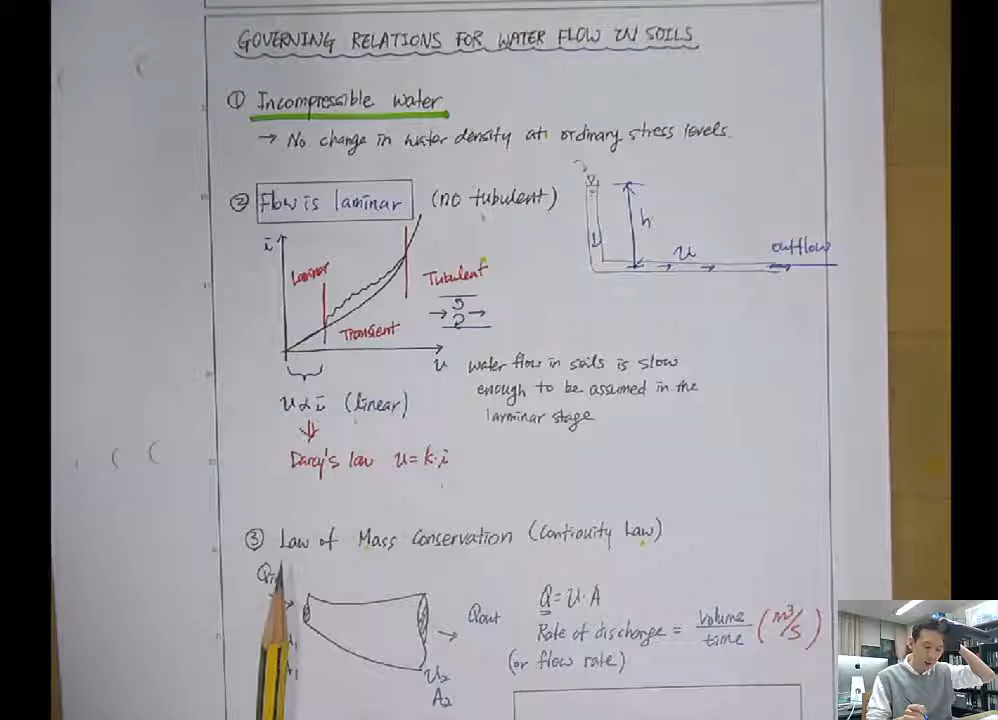 GOVERNING RELATIONS FOR WATER FLOW IN SOILS
① Incompressible water
→ No change in water density at ordinary stress levels.
② Flow is laminar (no tubulent)
h
u
outflow
i
Laminar
Transient
Tubulent
u
water flow in soils is slow
enough to be assumed in the
larminar stage
u ∝ i (linear)
Darcy's law u = k·i
③ Law of Mass Conservation (Contiouity Law)
Qout
u₂
A₂
Q = u·A
Rate of discharge = volume/time (m³/s)
(or flow rate)